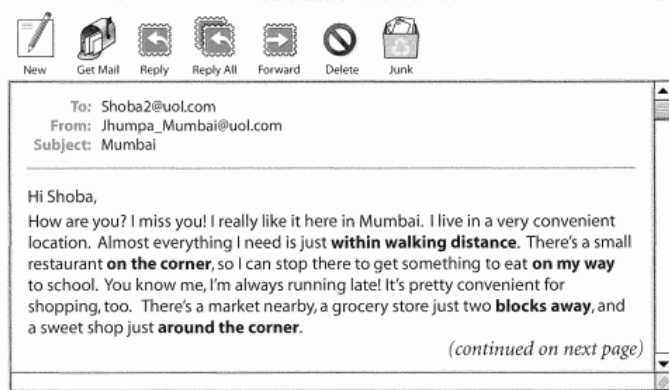 New Get Mail Reply Reply All Forward Delete Junk
To: Shoba2@uol.com
From: Jhumpa_Mumbai@uol.com
Subject: Mumbai
Hi Shoba,
How are you? I miss you! I really like it here in Mumbai. I live in a very convenient
location. Almost everything I need is just within walking distance. There's a small
restaurant on the corner, so I can stop there to get something to eat on my way
to school. You know me, I'm always running late! It's pretty convenient for
shopping, too. There's a market nearby, a grocery store just two blocks away, and
a sweet shop just around the corner.
(continued on next page)